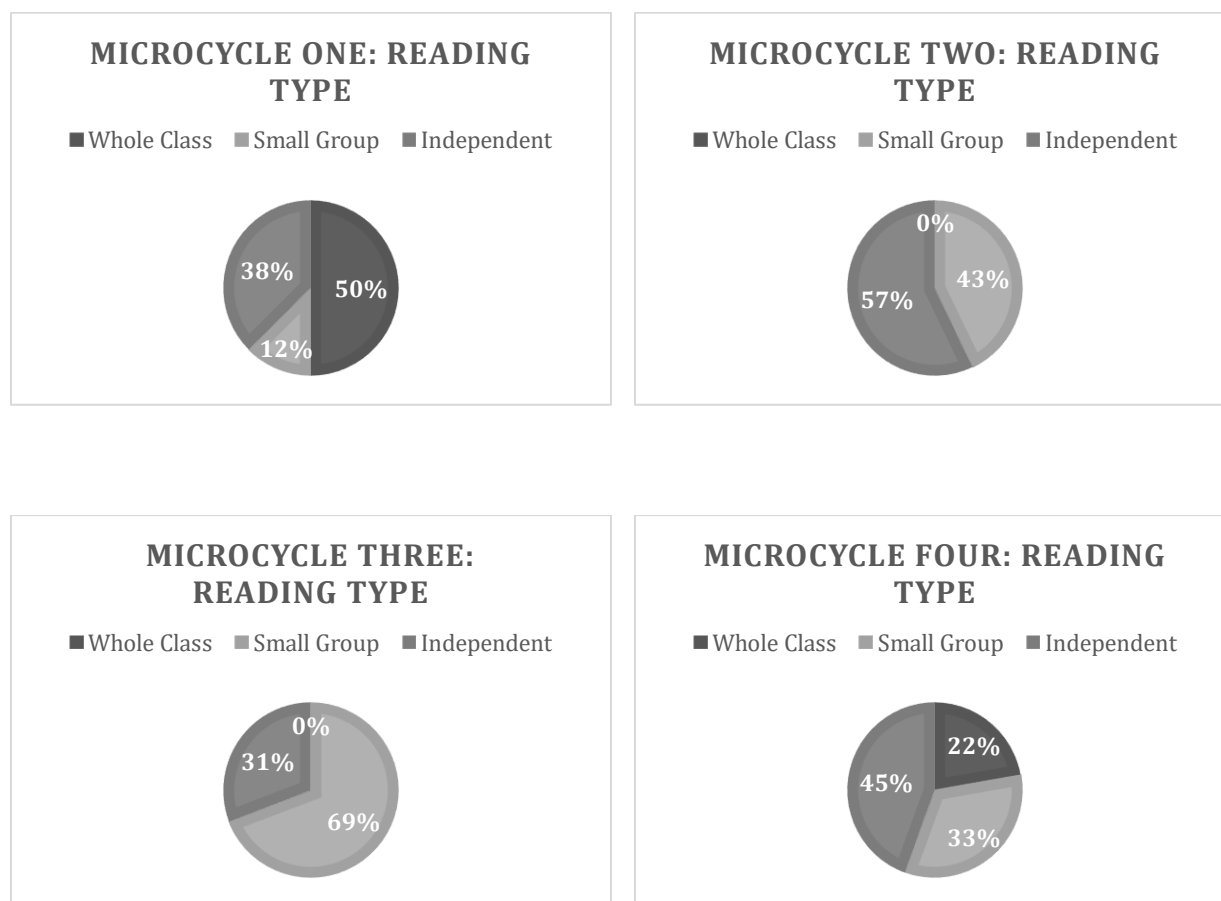 MICROCYCLE ONE: READING
TYPE
Whole Class Small Group Independent
38%
50%
12%
MICROCYCLE TWO: READING
TYPE
Whole Class Small Group Independent
0%
43%
57%
MICROCYCLE THREE:
READING TYPE
Whole Class Small Group Independent
0%
31%
69%
MICROCYCLE FOUR: READING
TYPE
Whole Class Small Group Independent
22%
45%
33%